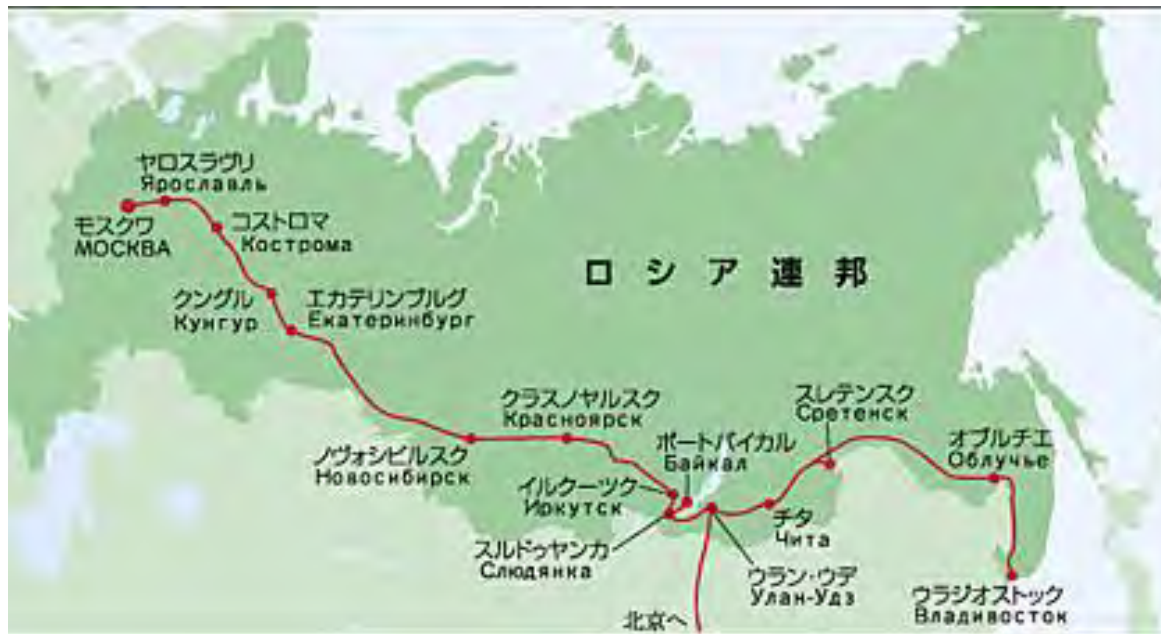 ヤロスラヴリ
Ярославль
モスクワ
МОСКВА
コストロマ
Кострома
ロシア連邦
クングル
Кунгур
エカテリンブルグ
Екатеринбург
クラスノヤルスク
Красноярск
スレテンスク
Сретенск
ノヴォシビルスク
Новосибирск
ポートバイカル
Байкал
オブルチエ
Облучье
イルクーツク
Иркутск
チタ
Чита
スルドゥヤンカ
Слюдянка
ウラン・ウデ
Улан-Удэ
ウラジオストック
Владивосток
北京へ